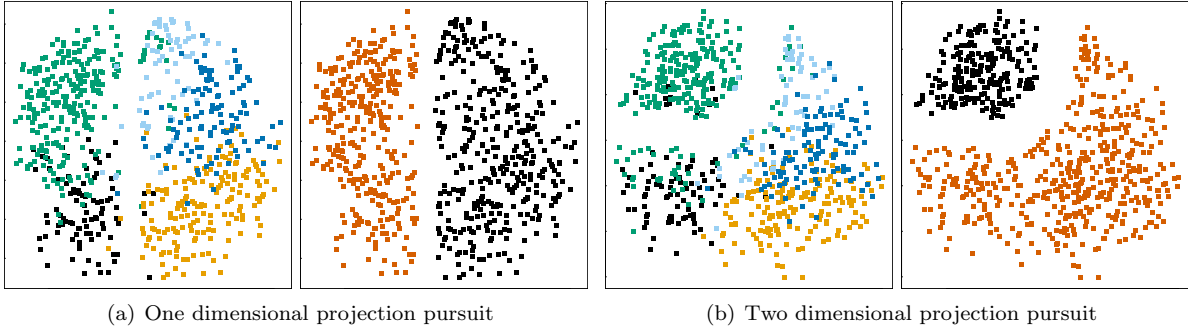 (a) One dimensional projection pursuit
(b) Two dimensional projection pursuit